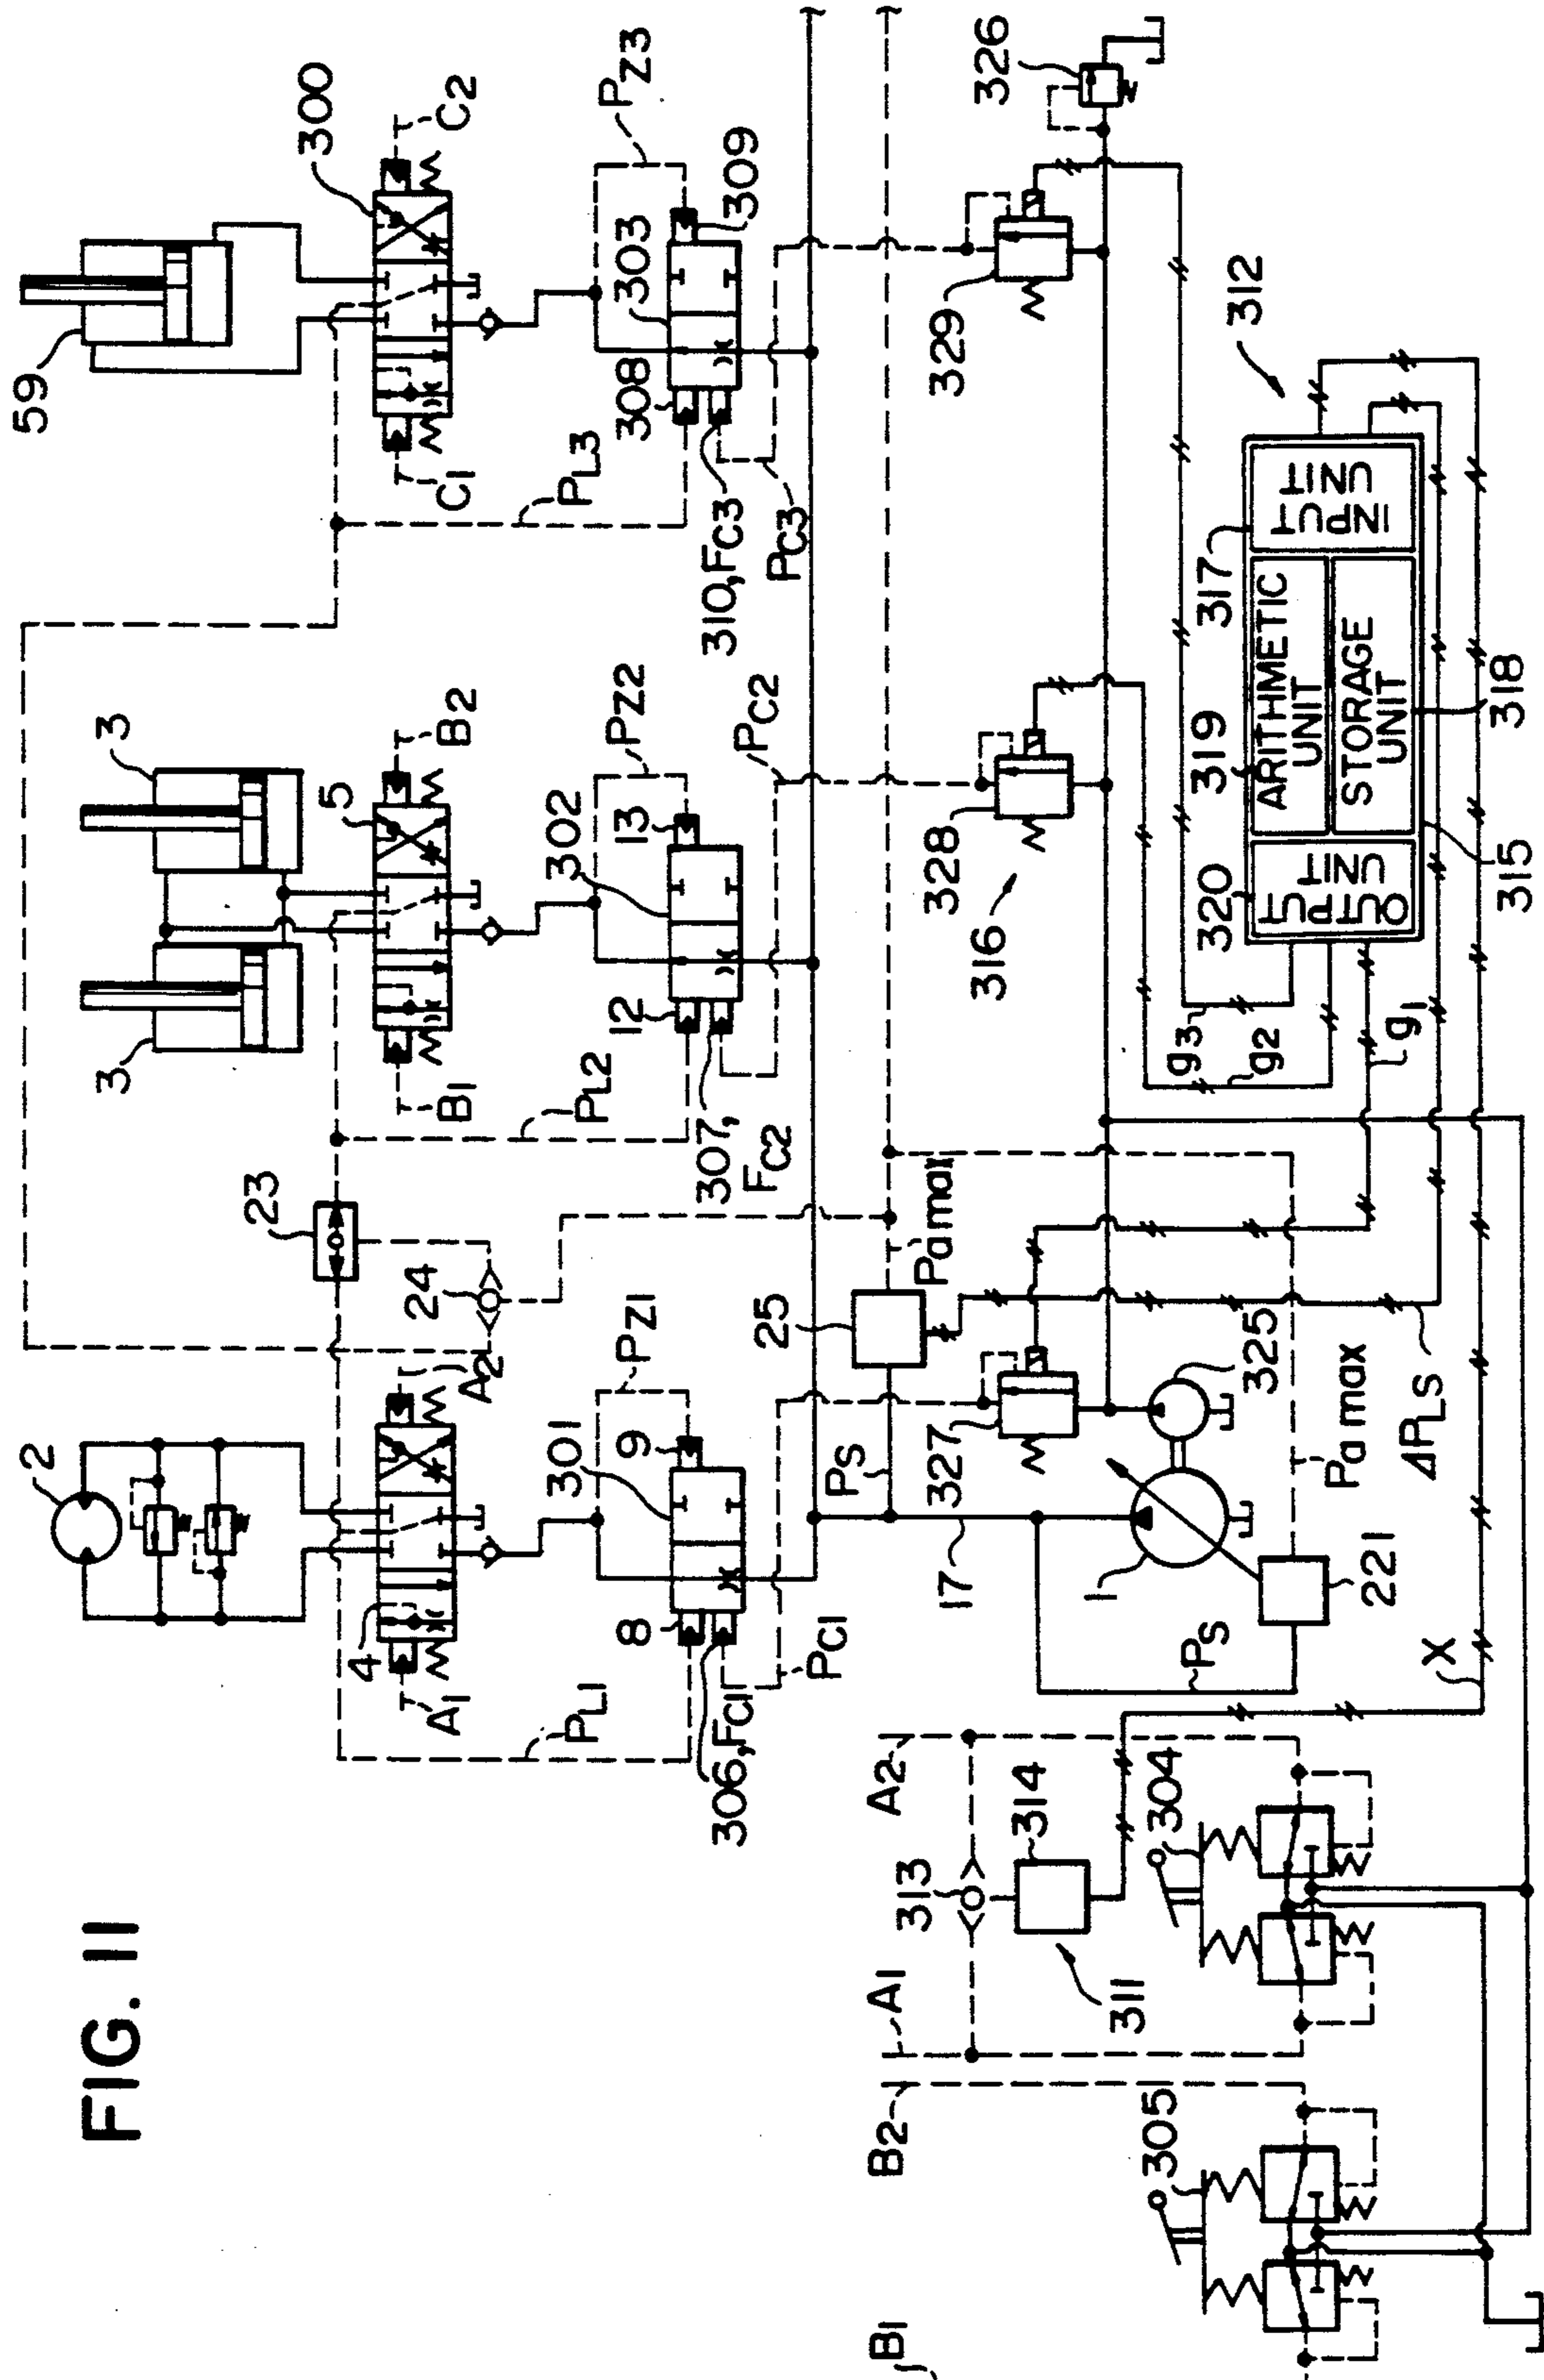 FIG. 11
59
300
C1
C2
PL3
PZ3
303
308
309
310, FC3
PC3
326
329
312
3
3
5
B1
B2
PL2
PZ2
302
12
13
307, FC2
PC2
328
316
317
INPUT UNIT
319
ARITHMETIC UNIT
318
STORAGE UNIT
320
OUTPUT UNIT
315
g3
g2
g1
23
24
2
4
A1
A2
PL1
PZ1
301
8
9
306, FC1
PC1
25
Pa max
PS
327
325
17
1
PS
221
Pa max
ΔPLS
X
A2
A1
313
314
311
304
B2
B1
305